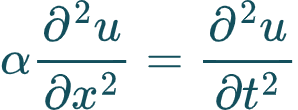 α ∂²u/∂x² = ∂²u/∂t²